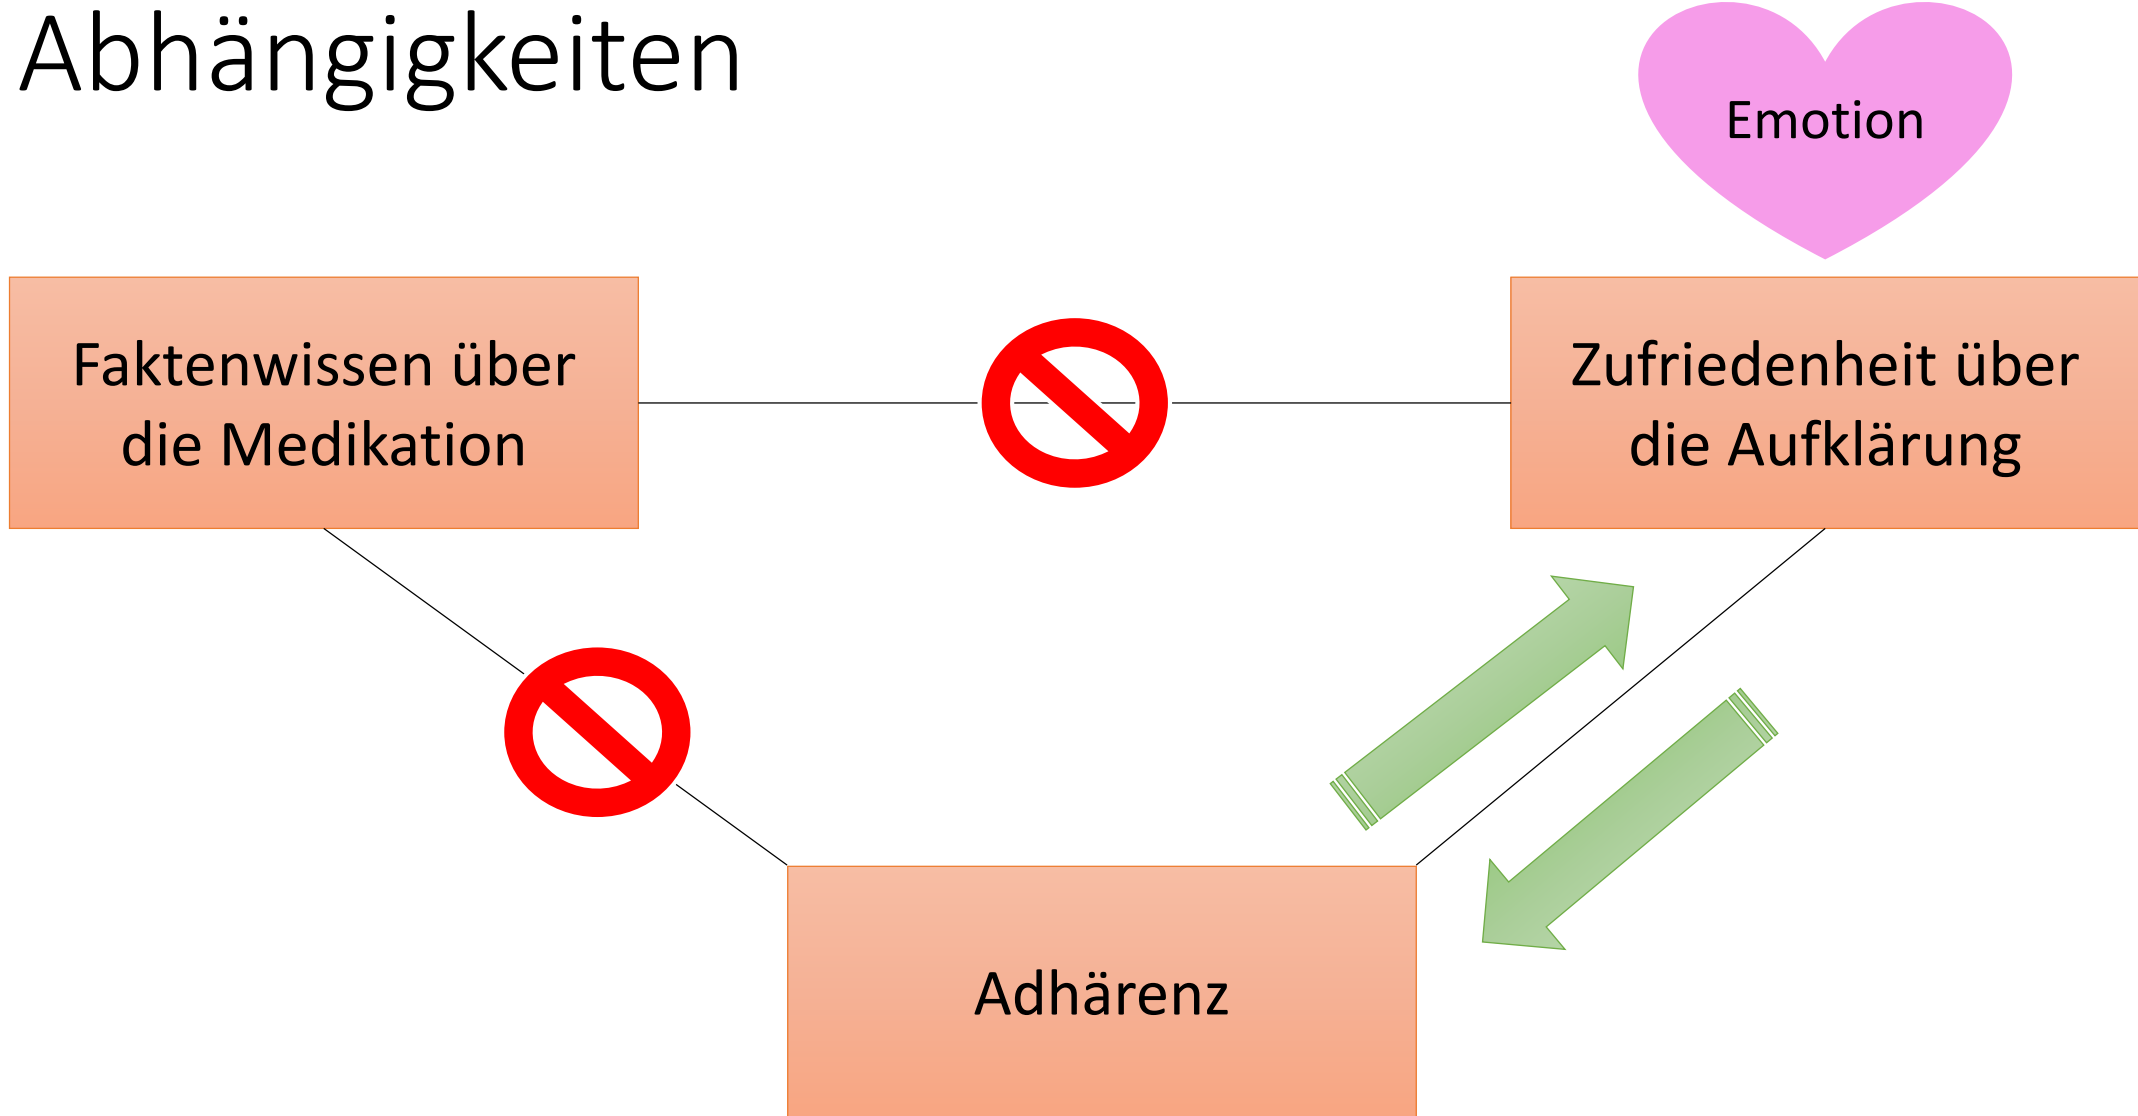 Abhängigkeiten
Emotion
Faktenwissen über
die Medikation
Zufriedenheit über
die Aufklärung
Adhärenz